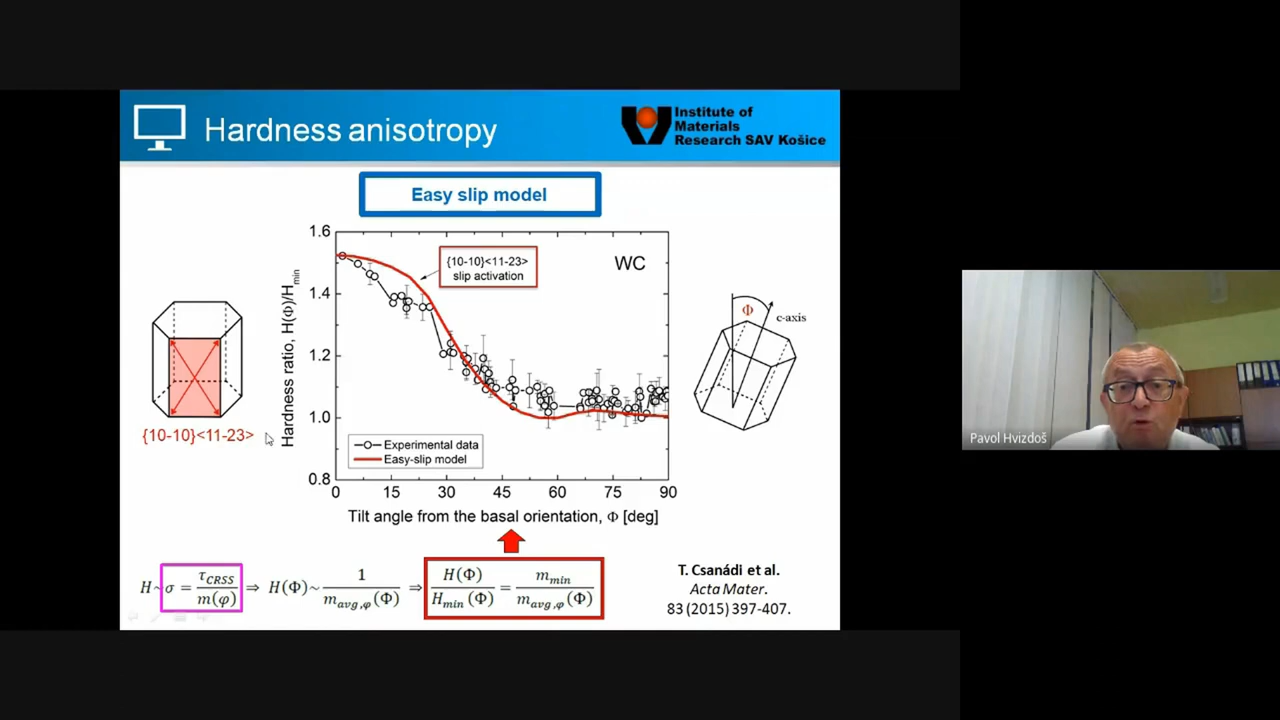 Hardness anisotropy
Institute of
Materials
Research SAV Košice
Easy slip model
1.6
1.4
1.2
1.0
0.8
Hardness ratio, H(Φ)/H_min
{10-10}<11-23>
slip activation
WC
Experimental data
Easy-slip model
0 15 30 45 60 75 90
Tilt angle from the basal orientation, Φ [deg]
{10-10}<11-23>
Φ
c-axis
H~σ = τ_CRSS / m(φ) ⇒ H(Φ)~ 1 / m_avg,φ(Φ) ⇒ H(Φ) / H_min(Φ) = m_min / m_avg,φ(Φ)
T. Csanádi et al.
Acta Mater.
83 (2015) 397-407.
Pavol Hvizdoš